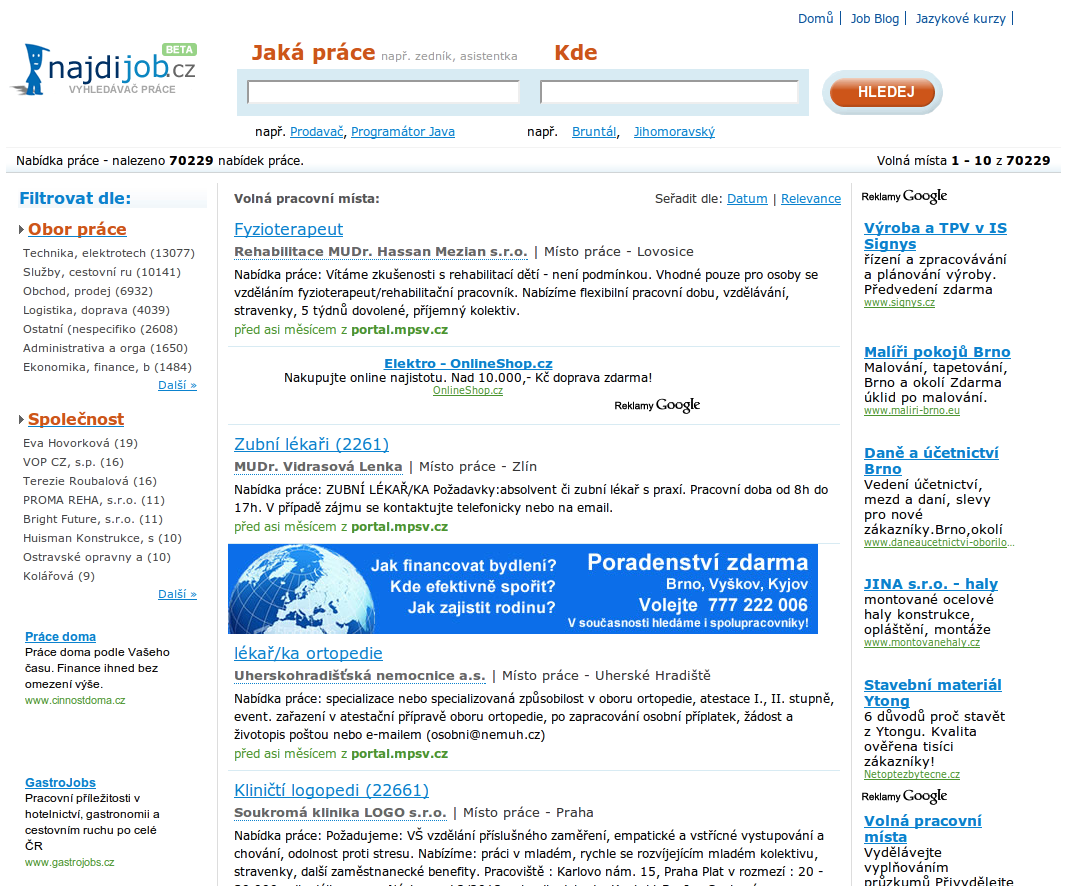 Domů | Job Blog | Jazykové kurzy |
BETA
najdijob.cz
VYHLEDÁVAČ PRÁCE
Jaká práce např. zedník, asistentka
Kde
HLEDEJ
např. Prodavač, Programátor Java
např. Bruntál, Jihomoravský
Nabídka práce - nalezeno 70229 nabídek práce.
Volná místa 1 - 10 z 70229
Filtrovat dle:
Obor práce
Technika, elektrotech (13077)
Služby, cestovní ru (10141)
Obchod, prodej (6932)
Logistika, doprava (4039)
Ostatní (nespecifiko (2608)
Administrativa a orga (1650)
Ekonomika, finance, b (1484)
Další »
Společnost
Eva Hovorková (19)
VOP CZ, s.p. (16)
Terezie Roubalová (16)
PROMA REHA, s.r.o. (11)
Bright Future, s.r.o. (11)
Huisman Konstrukce, s (10)
Ostravské opravny a (10)
Kolářová (9)
Další »
Práce doma
Práce doma podle Vašeho
času. Finance ihned bez
omezení výše.
www.cinnostdoma.cz
GastroJobs
Pracovní příležitosti v
hotelnictví, gastronomii a
cestovním ruchu po celé
ČR
www.gastrojobs.cz
Volná pracovní místa:
Seřadit dle: Datum | Relevance
Fyzioterapeut
Rehabilitace MUDr. Hassan Mezian s.r.o. | Místo práce - Lovosice
Nabídka práce: Vítáme zkušenosti s rehabilitací dětí - není podmínkou. Vhodné pouze pro osoby se
vzděláním fyzioterapeut/rehabilitační pracovník. Nabízíme flexibilní pracovní dobu, vzdělávání,
stravenky, 5 týdnů dovolené, příjemný kolektiv.
před asi měsícem z portal.mpsv.cz
Elektro - OnlineShop.cz
Nakupujte online najistotu. Nad 10.000,- Kč doprava zdarma!
OnlineShop.cz
Reklamy Google
Zubní lékaři (2261)
MUDr. Vidrasová Lenka | Místo práce - Zlín
Nabídka práce: ZUBNÍ LÉKAŘ/KA Požadavky:absolvent či zubní lékař s praxí. Pracovní doba od 8h do
17h. V případě zájmu se kontaktujte telefonicky nebo na email.
před asi měsícem z portal.mpsv.cz
Jak financovat bydlení?
Kde efektivně spořit?
Jak zajistit rodinu?
Poradenství zdarma
Brno, Vyškov, Kyjov
Volejte 777 222 006
V současnosti hledáme i spolupracovníky!
lékař/ka ortopedie
Uherskohradišťská nemocnice a.s. | Místo práce - Uherské Hradiště
Nabídka práce: specializace nebo specializovaná způsobilost v oboru ortopedie, atestace I., II. stupně,
event. zařazení v atestační přípravě oboru ortopedie, po zapracování osobní příplatek, žádost a
životopis poštou nebo e-mailem (osobni@nemuh.cz)
před asi měsícem z portal.mpsv.cz
Kliničtí logopedi (22661)
Soukromá klinika LOGO s.r.o. | Místo práce - Praha
Nabídka práce: Požadujeme: VŠ vzdělání příslušného zaměření, empatické a vstřícné vystupování a
chování, odolnost proti stresu. Nabízíme: práci v mladém, rychle se rozvíjejícím mladém kolektivu,
stravenky, další zaměstnanecké benefity. Pracoviště : Karlovo nám. 15, Praha Plat v rozmezí : 20 -
Reklamy Google
Výroba a TPV v IS
Signys
řízení a zpracovávání
a plánování výroby.
Předvedení zdarma
www.signys.cz
Malíři pokojů Brno
Malování, tapetování,
Brno a okolí Zdarma
úklid po malování.
www.maliri-brno.eu
Daně a účetnictví
Brno
Vedení účetnictví,
mezd a daní, slevy
pro nové
zákazníky.Brno,okolí
www.daneaucetnictvi-oborilo...
JINA s.r.o. - haly
montované ocelové
haly konstrukce,
opláštění, montáže
www.montovanehaly.cz
Stavební materiál
Ytong
6 důvodů proč stavět
z Ytongu. Kvalita
ověřena tisíci
zákazníky!
Netoptezbytecne.cz
Reklamy Google
Volná pracovní
místa
Vydělávejte
vyplňováním
průzkumů Přivydělejte